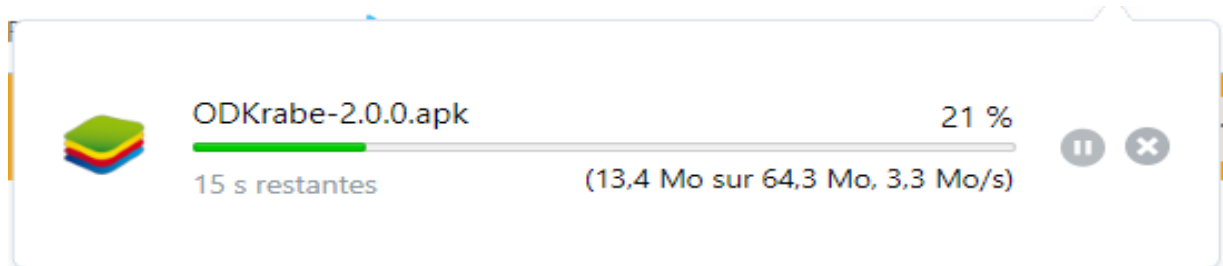 ODKrabe-2.0.0.apk
21 %
15 s restantes
(13,4 Mo sur 64,3 Mo, 3,3 Mo/s)